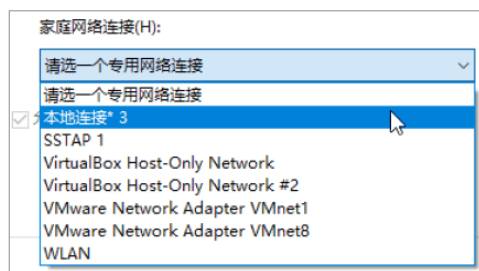 家庭网络连接(H):
请选一个专用网络连接
请选一个专用网络连接
本地连接* 3
SSTAP 1
VirtualBox Host-Only Network
VirtualBox Host-Only Network #2
VMware Network Adapter VMnet1
VMware Network Adapter VMnet8
WLAN